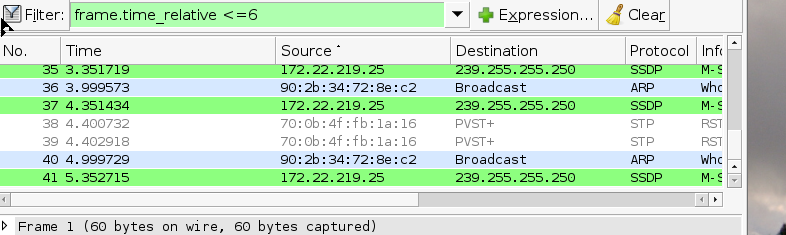 Filter: frame.time_relative <=6 Expression... Clear
No. Time Source Destination Protocol Info
35 3.351719 172.22.219.25 239.255.255.250 SSDP M-S
36 3.999573 90:2b:34:72:8e:c2 Broadcast ARP Who
37 4.351434 172.22.219.25 239.255.255.250 SSDP M-S
38 4.400732 70:0b:4f:fb:1a:16 PVST+ STP RST
39 4.402918 70:0b:4f:fb:1a:16 PVST+ STP RST
40 4.999729 90:2b:34:72:8e:c2 Broadcast ARP Who
41 5.352715 172.22.219.25 239.255.255.250 SSDP M-S
Frame 1 (60 bytes on wire, 60 bytes captured)